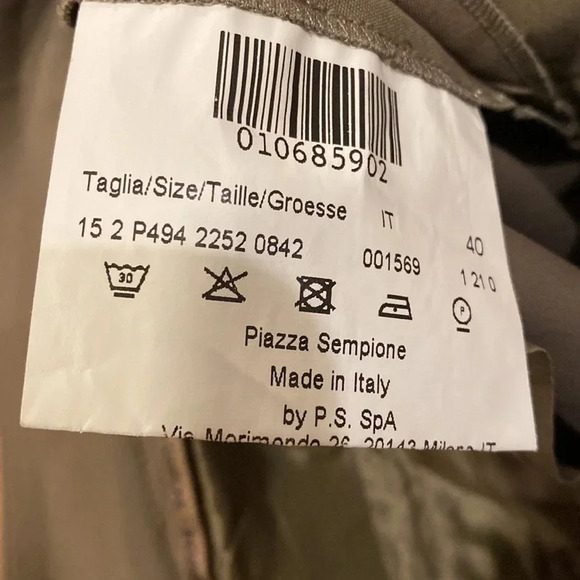 010685902
Taglia/Size/Taille/Groesse IT 40
15 2 P494 2252 0842 001569 1 21 0
30 P
Piazza Sempione
Made in Italy
by P.S. SpA
Via Morimondo 26, 20143 Milano IT